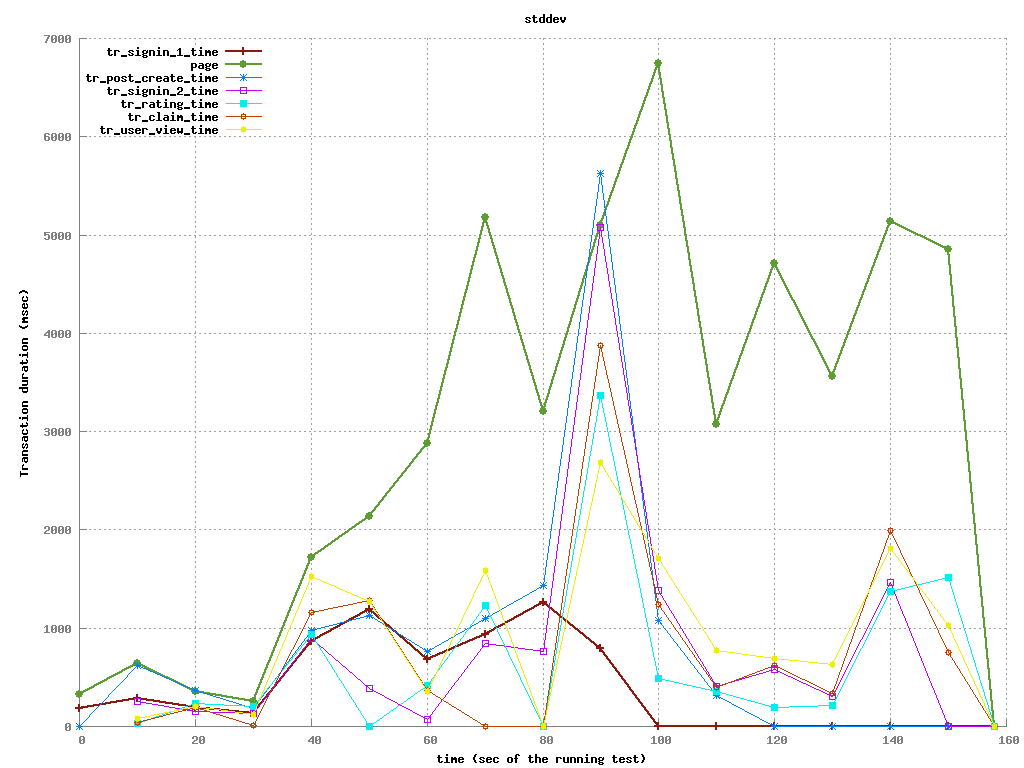 stddev
7000
6000
5000
4000
3000
2000
1000
0
Transaction duration (msec)
tr_signin_1_time
page
tr_post_create_time
tr_signin_2_time
tr_rating_time
tr_claim_time
tr_user_view_time
0 20 40 60 80 100 120 140 160
time (sec of the running test)